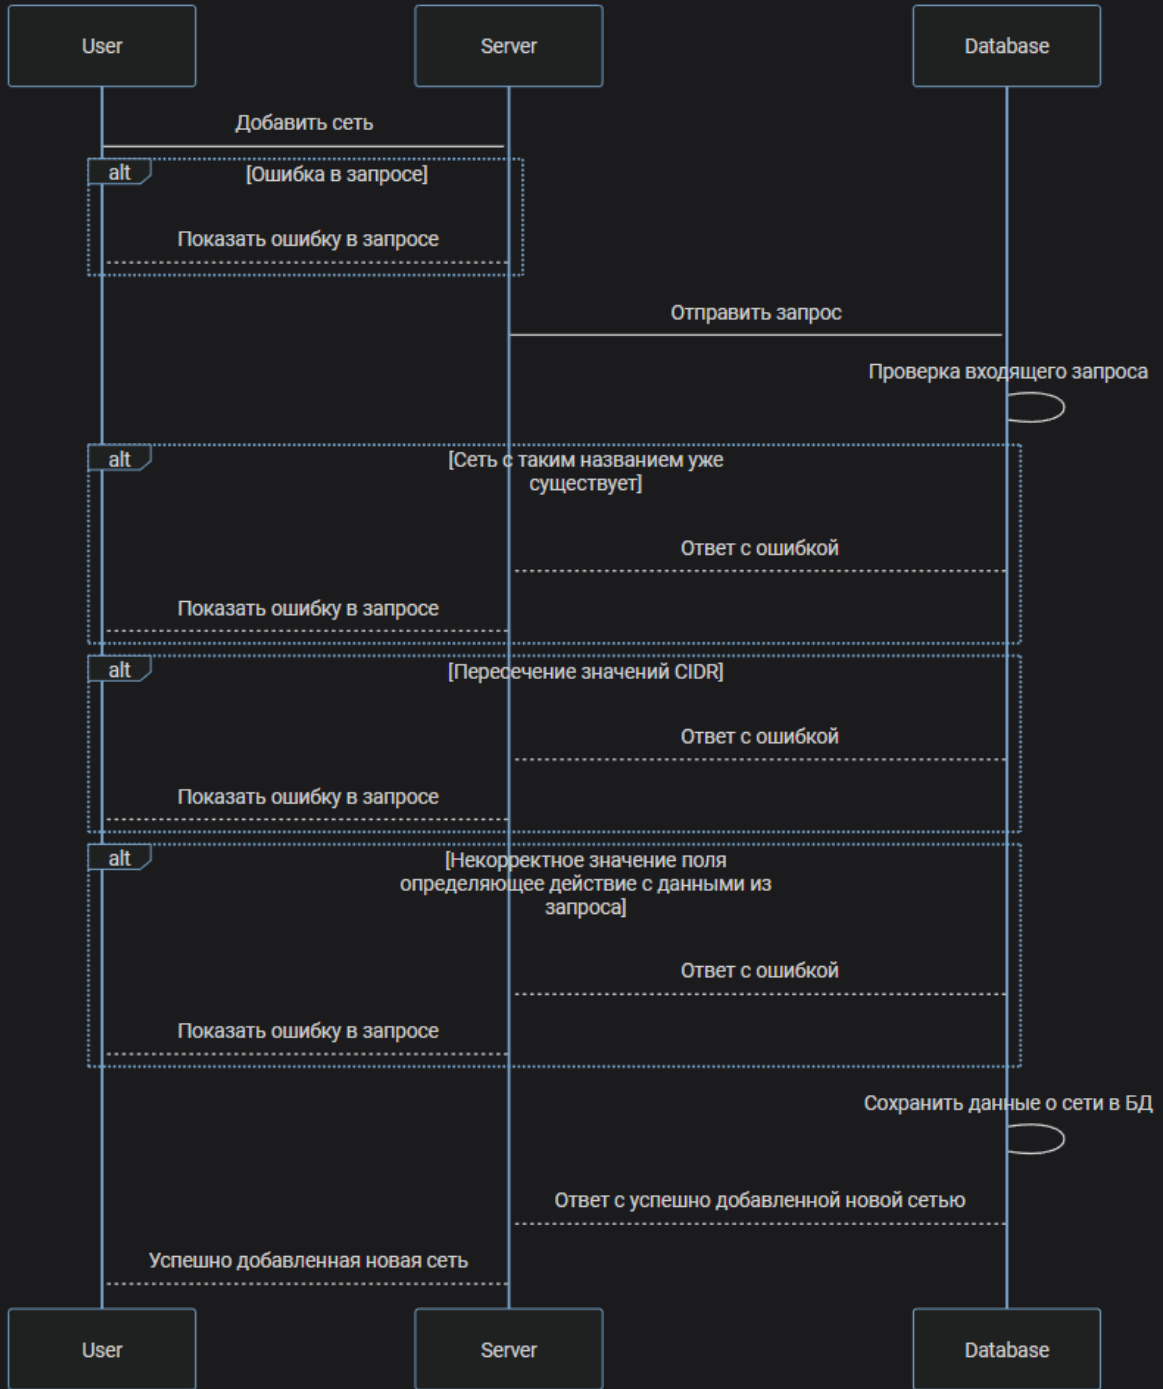 User
Server
Database
Добавить сеть
alt
[Ошибка в запросе]
Показать ошибку в запросе
Отправить запрос
Проверка входящего запроса
alt
[Сеть с таким названием уже
существует]
Ответ с ошибкой
Показать ошибку в запросе
alt
[Пересечение значений CIDR]
Ответ с ошибкой
Показать ошибку в запросе
alt
[Некорректное значение поля
определяющее действие с данными из
запроса]
Ответ с ошибкой
Показать ошибку в запросе
Сохранить данные о сети в БД
Ответ с успешно добавленной новой сетью
Успешно добавленная новая сеть
User
Server
Database